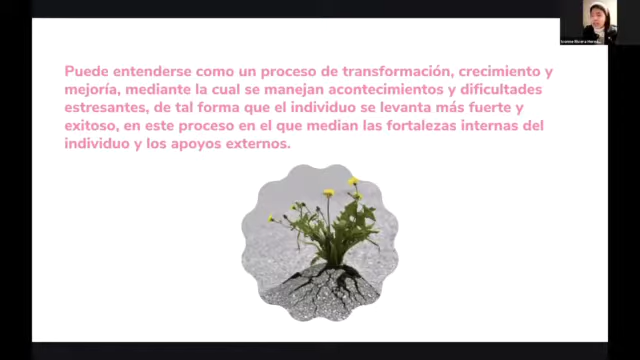 Puede entenderse como un proceso de transformación, crecimiento y
mejoría, mediante la cual se manejan acontecimientos y dificultades
estresantes, de tal forma que el individuo se levanta más fuerte y
exitoso, en este proceso en el que median las fortalezas internas del
individuo y los apoyos externos.